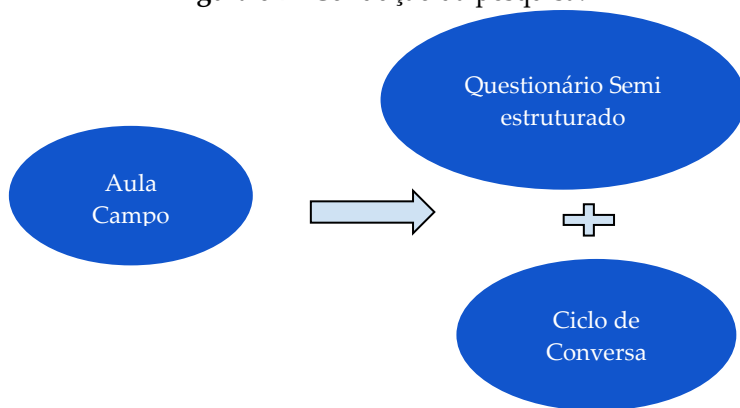 Questionário Semi
estruturado
Aula
Campo
Ciclo de
Conversa